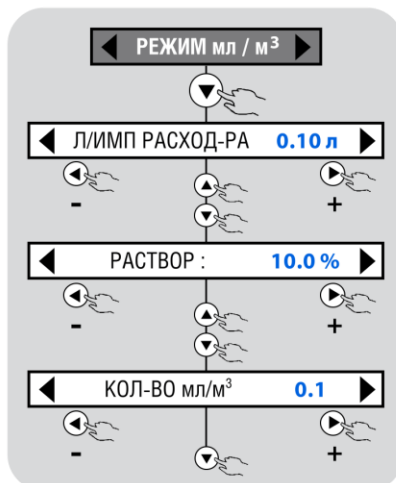 РЕЖИМ мл / м³
Л/ИМП РАСХОД-РА 0.10 л
- +
РАСТВОР : 10.0 %
- +
КОЛ-ВО мл/м³ 0.1
- +